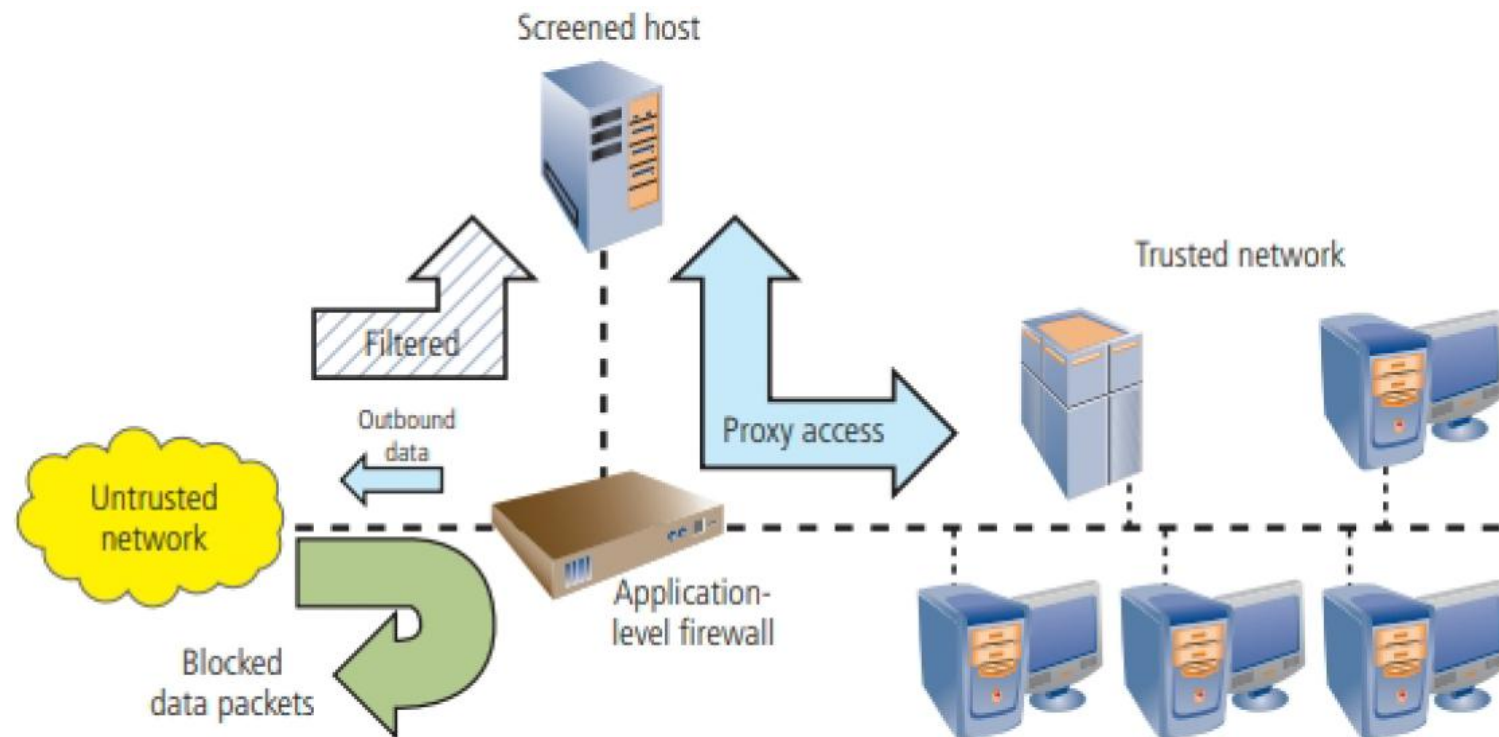 Screened host
Trusted network
Filtered
Proxy access
Outbound
data
Untrusted
network
Application-
level firewall
Blocked
data packets